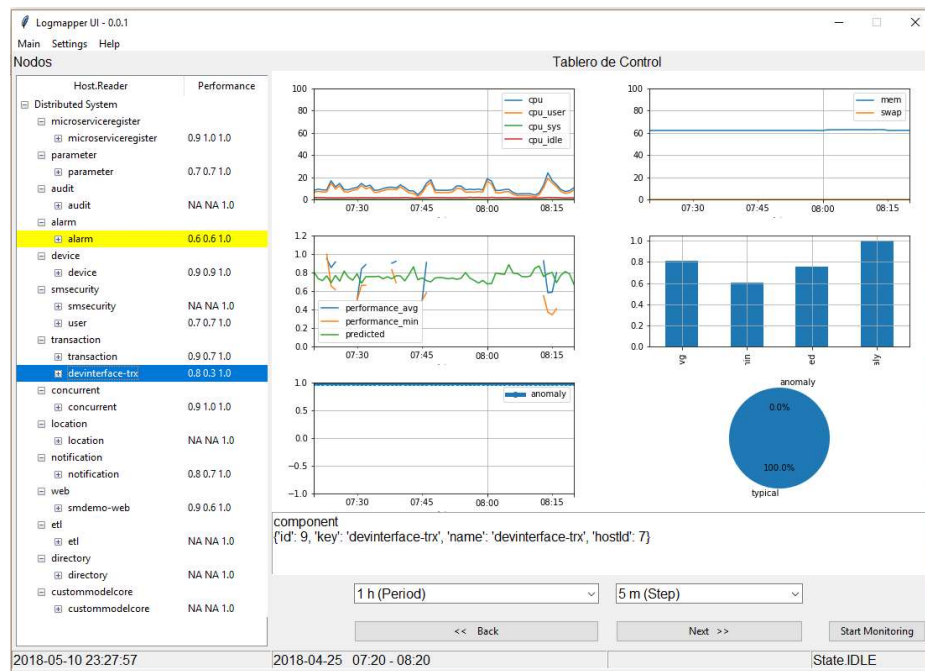 Logmapper UI - 0.0.1
Main Settings Help
Nodos
Tablero de Control
Host.Reader Performance
Distributed System
microserviceregister
microserviceregister 0.9 1.0 1.0
parameter
parameter 0.7 0.7 1.0
audit
audit NA NA 1.0
alarm
alarm 0.6 0.6 1.0
device
device 0.9 0.9 1.0
smsecurity
smsecurity NA NA 1.0
user 0.7 0.7 1.0
transaction
transaction 0.9 0.7 1.0
devinterface-trx 0.8 0.3 1.0
concurrent
concurrent 0.9 1.0 1.0
location
location NA NA 1.0
notification
notification 0.8 0.7 1.0
web
smdemo-web 0.9 0.6 1.0
etl
etl NA NA 1.0
directory
directory NA NA 1.0
custommodelcore
custommodelcore NA NA 1.0
100
80
60
40
20
0
cpu
cpu_user
cpu_sys
cpu_idle
07:30 07:45 08:00 08:15
100
80
60
40
20
0
mem
swap
07:30 07:45 08:00 08:15
1.2
1.0
0.8
0.6
0.4
0.2
0.0
performance_avg
performance_min
predicted
07:30 07:45 08:00 08:15
1.0
0.8
0.6
0.4
0.2
0.0
vg in ed aly
1.0
0.5
0.0
−0.5
−1.0
anomaly
07:30 07:45 08:00 08:15
anomaly
0.0%
100.0%
typical
component
{'id': 9, 'key': 'devinterface-trx', 'name': 'devinterface-trx', 'hostId': 7}
1 h (Period) 5 m (Step)
<< Back Next >> Start Monitoring
2018-05-10 23:27:57 2018-04-25 07:20 - 08:20 State.IDLE